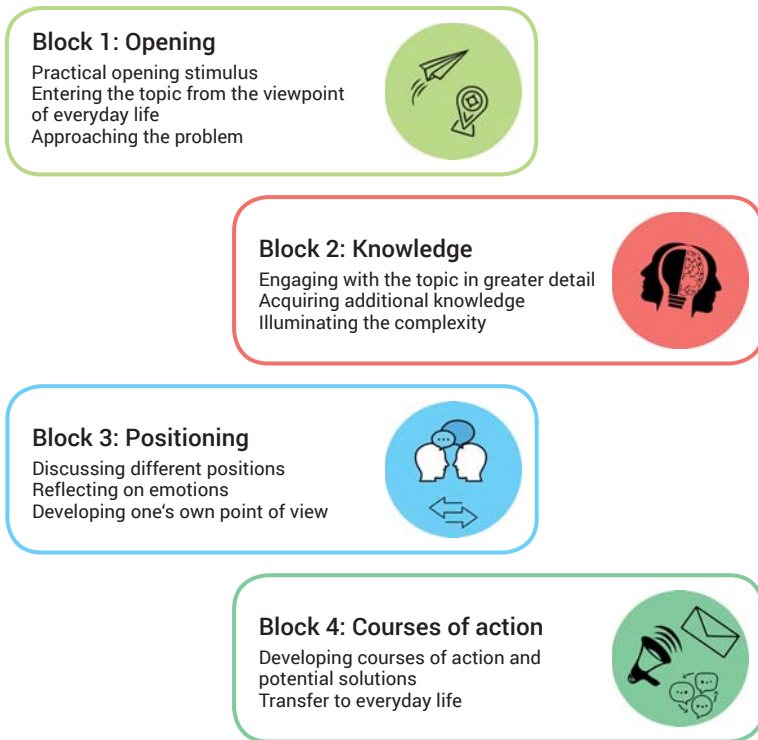 Block 1: Opening
Practical opening stimulus
Entering the topic from the viewpoint
of everyday life
Approaching the problem
Block 2: Knowledge
Engaging with the topic in greater detail
Acquiring additional knowledge
Illuminating the complexity
Block 3: Positioning
Discussing different positions
Reflecting on emotions
Developing one‘s own point of view
Block 4: Courses of action
Developing courses of action and
potential solutions
Transfer to everyday life